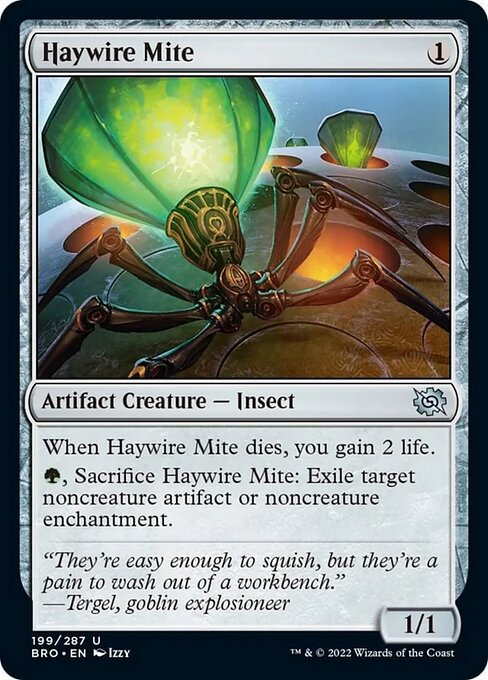 Haywire Mite 1
Artifact Creature — Insect
When Haywire Mite dies, you gain 2 life.
, Sacrifice Haywire Mite: Exile target
noncreature artifact or noncreature
enchantment.
“They’re easy enough to squish, but they’re a
pain to wash out of a workbench.”
—Tergel, goblin explosioneer
1/1
199/287 U
BRO • EN Izzy
™ & © 2022 Wizards of the Coast